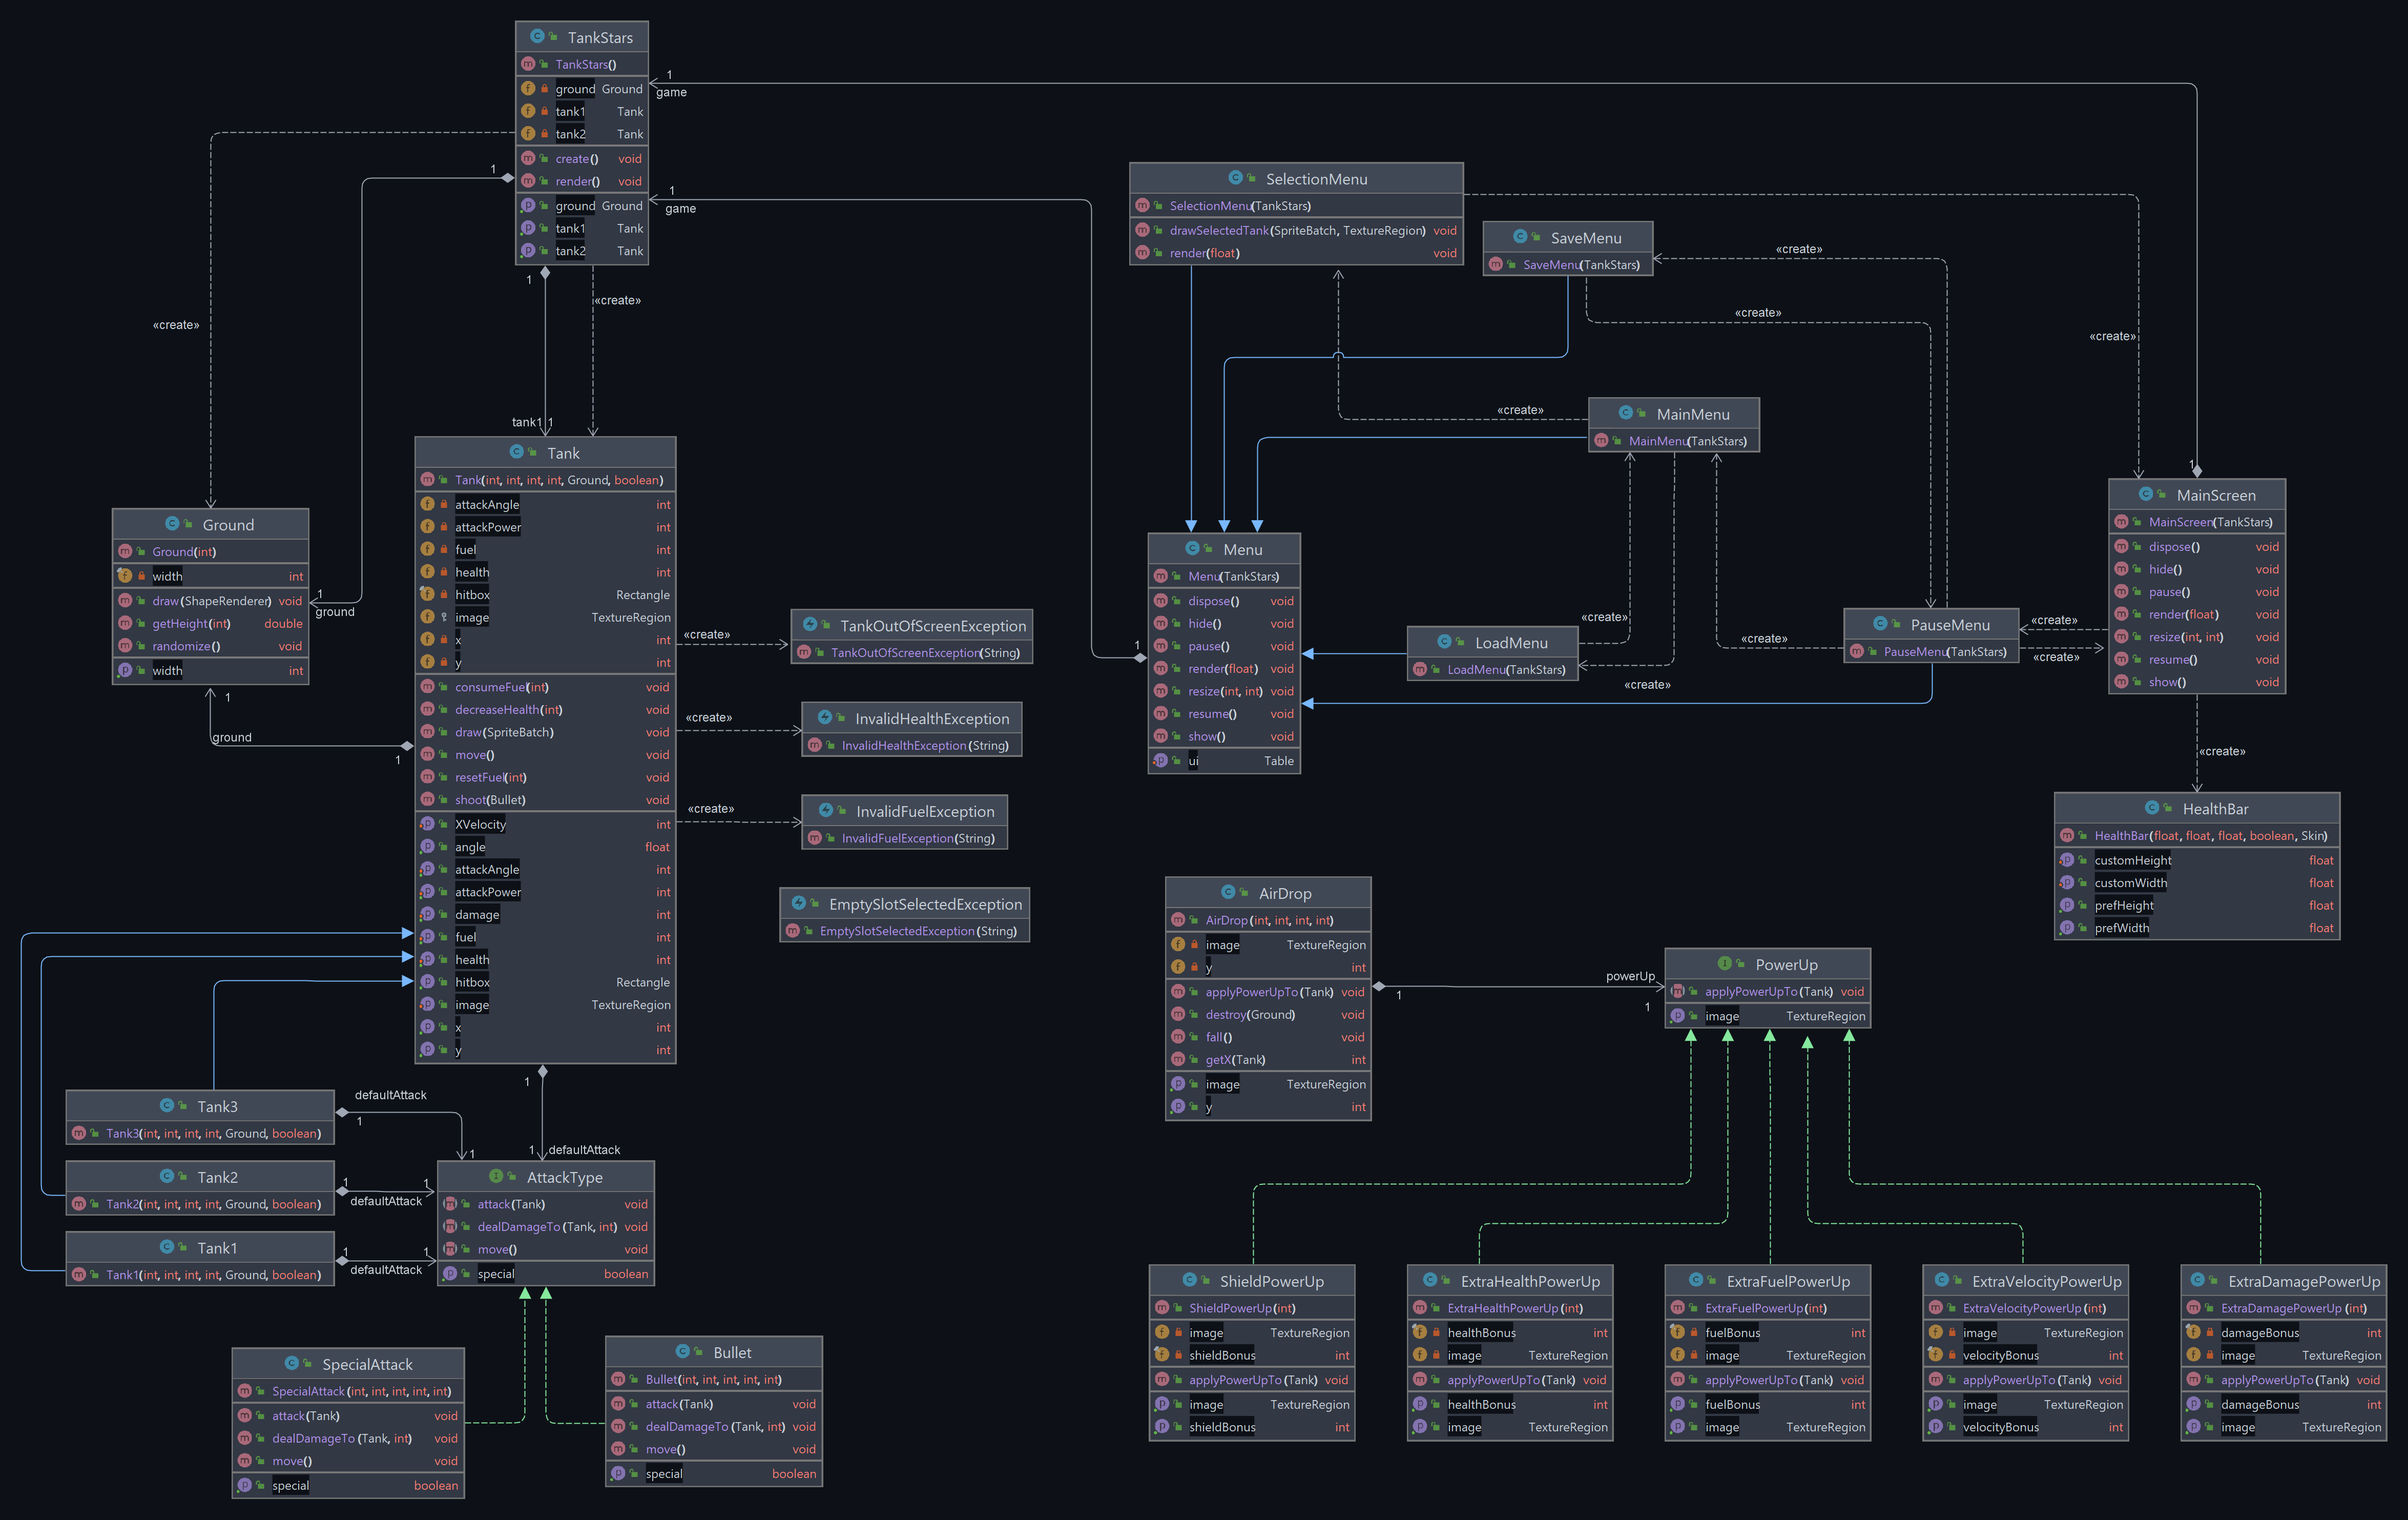 TankStars
TankStars()
ground Ground
tank1 Tank
tank2 Tank
create() void
render() void
ground Ground
tank1 Tank
tank2 Tank
1
game
1
game
1
1
«create»
«create»
tank1 1
SelectionMenu
SelectionMenu(TankStars)
drawSelectedTank(SpriteBatch, TextureRegion) void
render(float) void
SaveMenu
SaveMenu(TankStars)
«create»
«create»
«create»
«create»
MainMenu
MainMenu(TankStars)
Tank
Tank(int, int, int, int, Ground, boolean)
attackAngle int
attackPower int
fuel int
health int
hitbox Rectangle
image TextureRegion
x int
y int
consumeFuel(int) void
decreaseHealth(int) void
draw(SpriteBatch) void
move() void
resetFuel(int) void
shoot(Bullet) void
XVelocity int
angle float
attackAngle int
attackPower int
damage int
fuel int
health int
hitbox Rectangle
image TextureRegion
x int
y int
Ground
Ground(int)
width int
draw(ShapeRenderer) void
getHeight(int) double
randomize() void
width int
1
ground
1
ground
1
«create»
TankOutOfScreenException
TankOutOfScreenException(String)
«create»
InvalidHealthException
InvalidHealthException(String)
«create»
InvalidFuelException
InvalidFuelException(String)
EmptySlotSelectedException
EmptySlotSelectedException(String)
Menu
Menu(TankStars)
dispose() void
hide() void
pause() void
render(float) void
resize(int, int) void
resume() void
show() void
ui Table
1
LoadMenu
LoadMenu(TankStars)
«create»
«create»
«create»
PauseMenu
PauseMenu(TankStars)
«create»
«create»
1
MainScreen
MainScreen(TankStars)
dispose() void
hide() void
pause() void
render(float) void
resize(int, int) void
resume() void
show() void
«create»
HealthBar
HealthBar(float, float, float, boolean, Skin)
customHeight float
customWidth float
prefHeight float
prefWidth float
AirDrop
AirDrop(int, int, int, int)
image TextureRegion
y int
applyPowerUpTo(Tank) void
destroy(Ground) void
fall() void
getX(Tank) int
image TextureRegion
y int
1
powerUp
1
PowerUp
applyPowerUpTo(Tank) void
image TextureRegion
Tank3
Tank3(int, int, int, int, Ground, boolean)
defaultAttack
1
1
Tank2
Tank2(int, int, int, int, Ground, boolean)
1
defaultAttack
1
Tank1
Tank1(int, int, int, int, Ground, boolean)
1
defaultAttack
1
1
1 defaultAttack
AttackType
attack(Tank) void
dealDamageTo(Tank, int) void
move() void
special boolean
SpecialAttack
SpecialAttack(int, int, int, int, int)
attack(Tank) void
dealDamageTo(Tank, int) void
move() void
special boolean
Bullet
Bullet(int, int, int, int, int)
attack(Tank) void
dealDamageTo(Tank, int) void
move() void
special boolean
ShieldPowerUp
ShieldPowerUp(int)
image TextureRegion
shieldBonus int
applyPowerUpTo(Tank) void
image TextureRegion
shieldBonus int
ExtraHealthPowerUp
ExtraHealthPowerUp(int)
healthBonus int
image TextureRegion
applyPowerUpTo(Tank) void
healthBonus int
image TextureRegion
ExtraFuelPowerUp
ExtraFuelPowerUp(int)
fuelBonus int
image TextureRegion
applyPowerUpTo(Tank) void
fuelBonus int
image TextureRegion
ExtraVelocityPowerUp
ExtraVelocityPowerUp(int)
image TextureRegion
velocityBonus int
applyPowerUpTo(Tank) void
image TextureRegion
velocityBonus int
ExtraDamagePowerUp
ExtraDamagePowerUp(int)
damageBonus int
image TextureRegion
applyPowerUpTo(Tank) void
damageBonus int
image TextureRegion